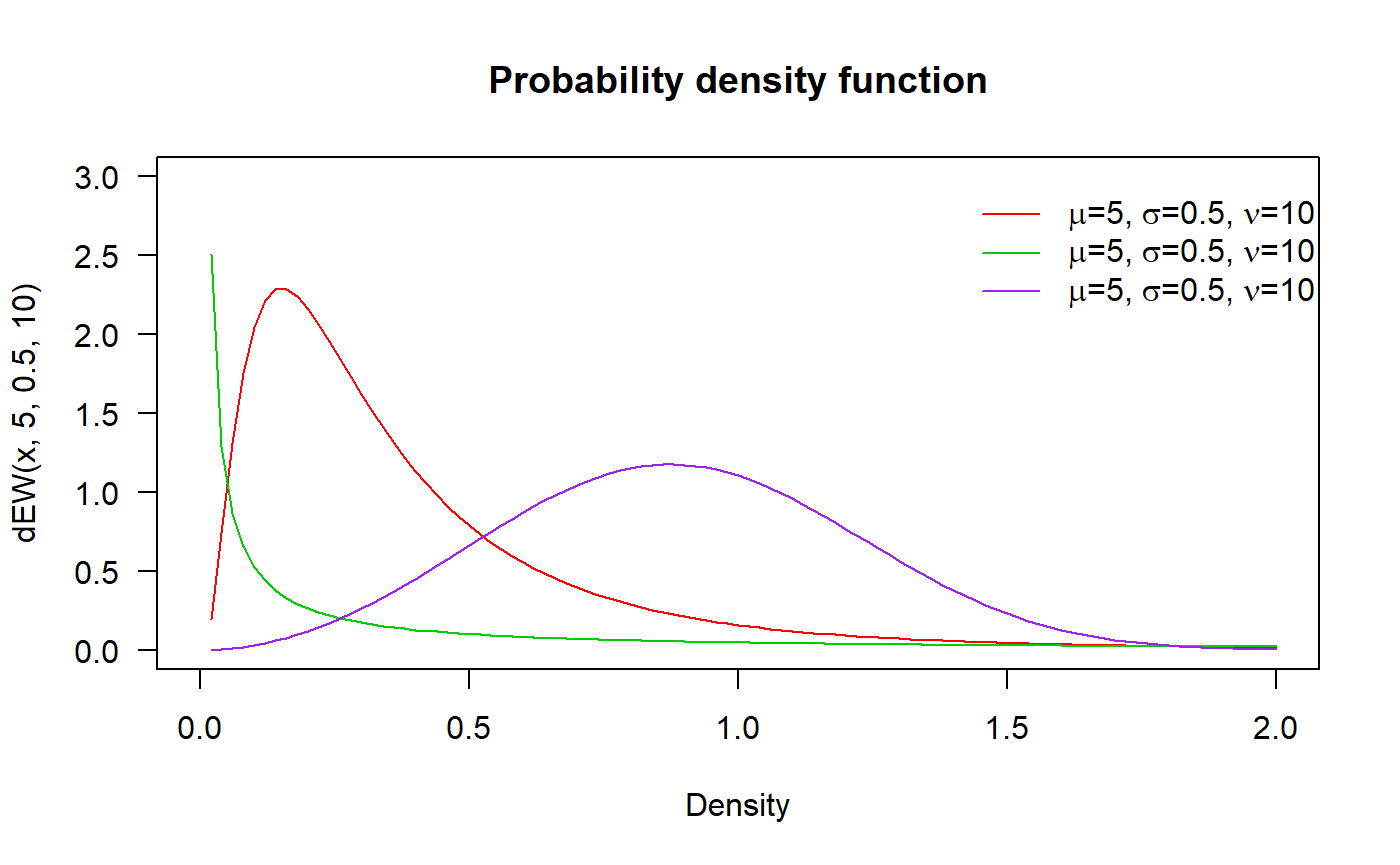 Probability density function
dEW(x, 5, 0.5, 10)
3.0
2.5
2.0
1.5
1.0
0.5
0.0
μ=5, σ=0.5, ν=10
μ=5, σ=0.5, ν=10
μ=5, σ=0.5, ν=10
0.0 0.5 1.0 1.5 2.0
Density